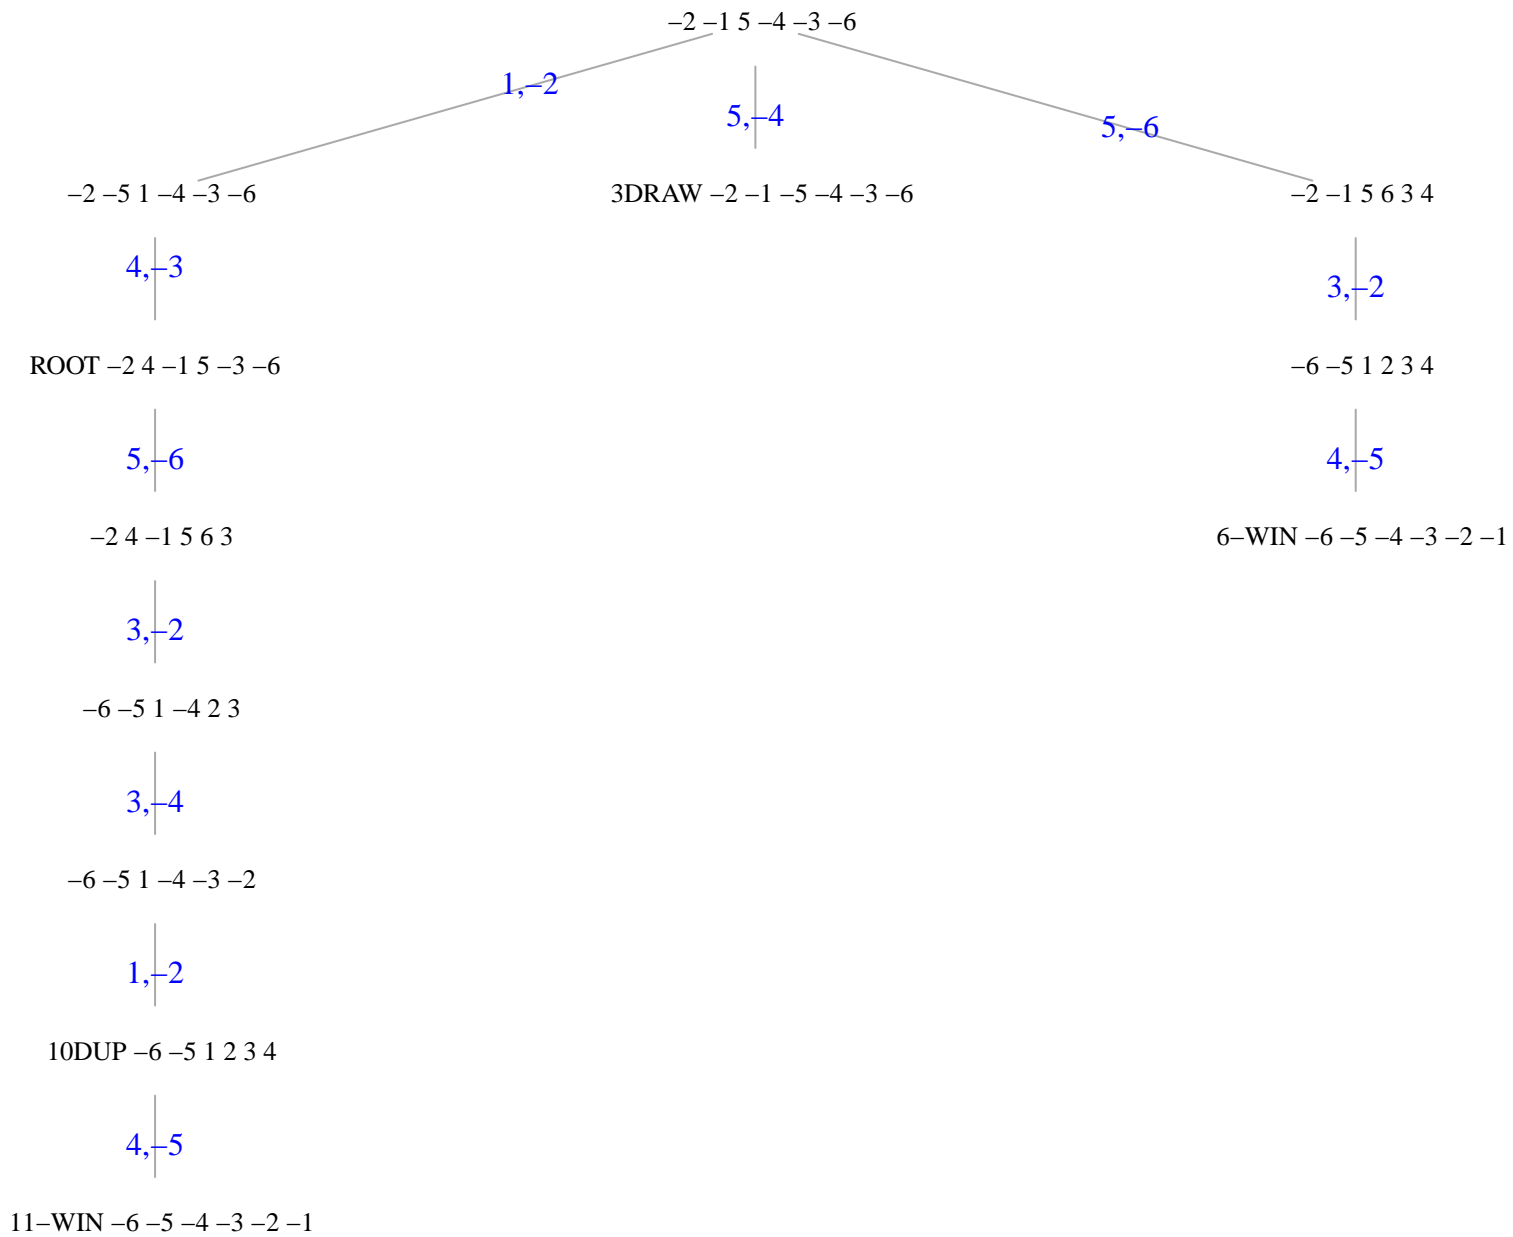 –2 –1 5 –4 –3 –6
1,–2
5,–4
5,–6
–2 –5 1 –4 –3 –6
3DRAW –2 –1 –5 –4 –3 –6
–2 –1 5 6 3 4
4,–3
3,–2
ROOT –2 4 –1 5 –3 –6
–6 –5 1 2 3 4
5,–6
4,–5
–2 4 –1 5 6 3
6–WIN –6 –5 –4 –3 –2 –1
3,–2
–6 –5 1 –4 2 3
3,–4
–6 –5 1 –4 –3 –2
1,–2
10DUP –6 –5 1 2 3 4
4,–5
11–WIN –6 –5 –4 –3 –2 –1